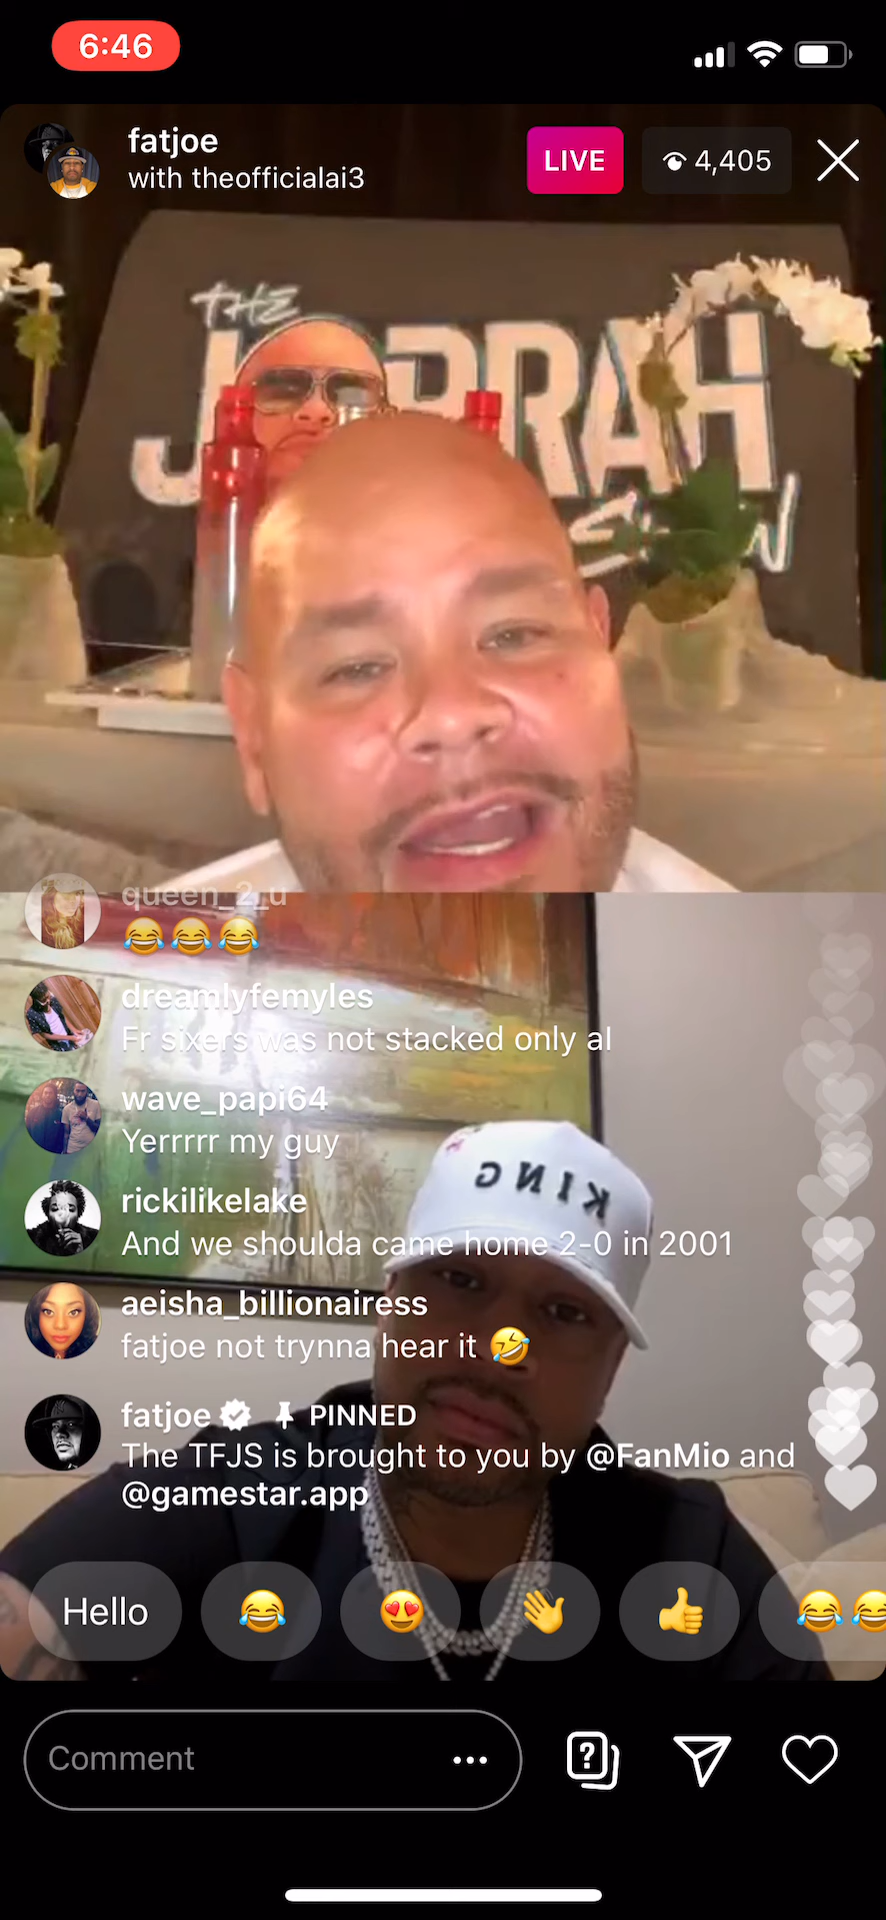 6:46
fatjoe
with theofficialai3
LIVE
4,405
THE
queen_2_u
😂😂😂
dreamlyfemyles
Fr sixers was not stacked only al
wave_papi64
Yerrrrr my guy
KING
rickilikelake
And we shoulda came home 2-0 in 2001
aeisha_billionairess
fatjoe not trynna hear it 🤣
fatjoe PINNED
The TFJS is brought to you by @FanMio and
@gamestar.app
Hello 😂 😍 👋 👍 😂😂
Comment